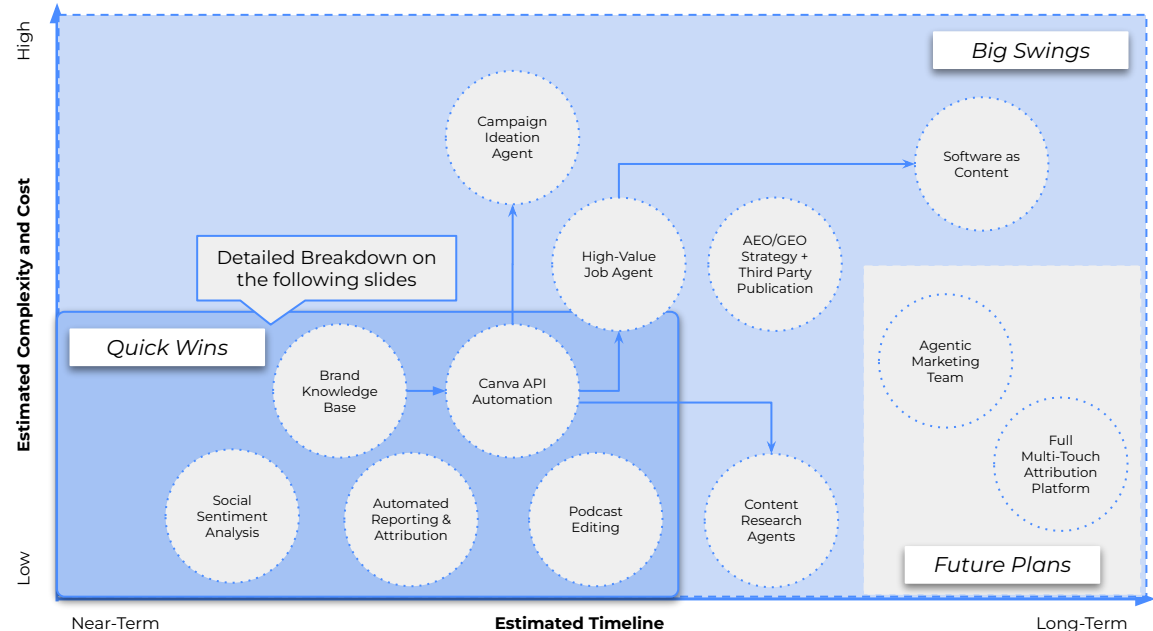 High
Big Swings
Campaign
Ideation
Agent
Software as
Content
Estimated Complexity and Cost
Detailed Breakdown on
the following slides
High-Value
Job Agent
AEO/GEO
Strategy +
Third Party
Publication
Quick Wins
Brand
Knowledge
Base
Canva API
Automation
Agentic
Marketing
Team
Social
Sentiment
Analysis
Automated
Reporting &
Attribution
Podcast
Editing
Content
Research
Agents
Full
Multi-Touch
Attribution
Platform
Low
Future Plans
Near-Term
Estimated Timeline
Long-Term